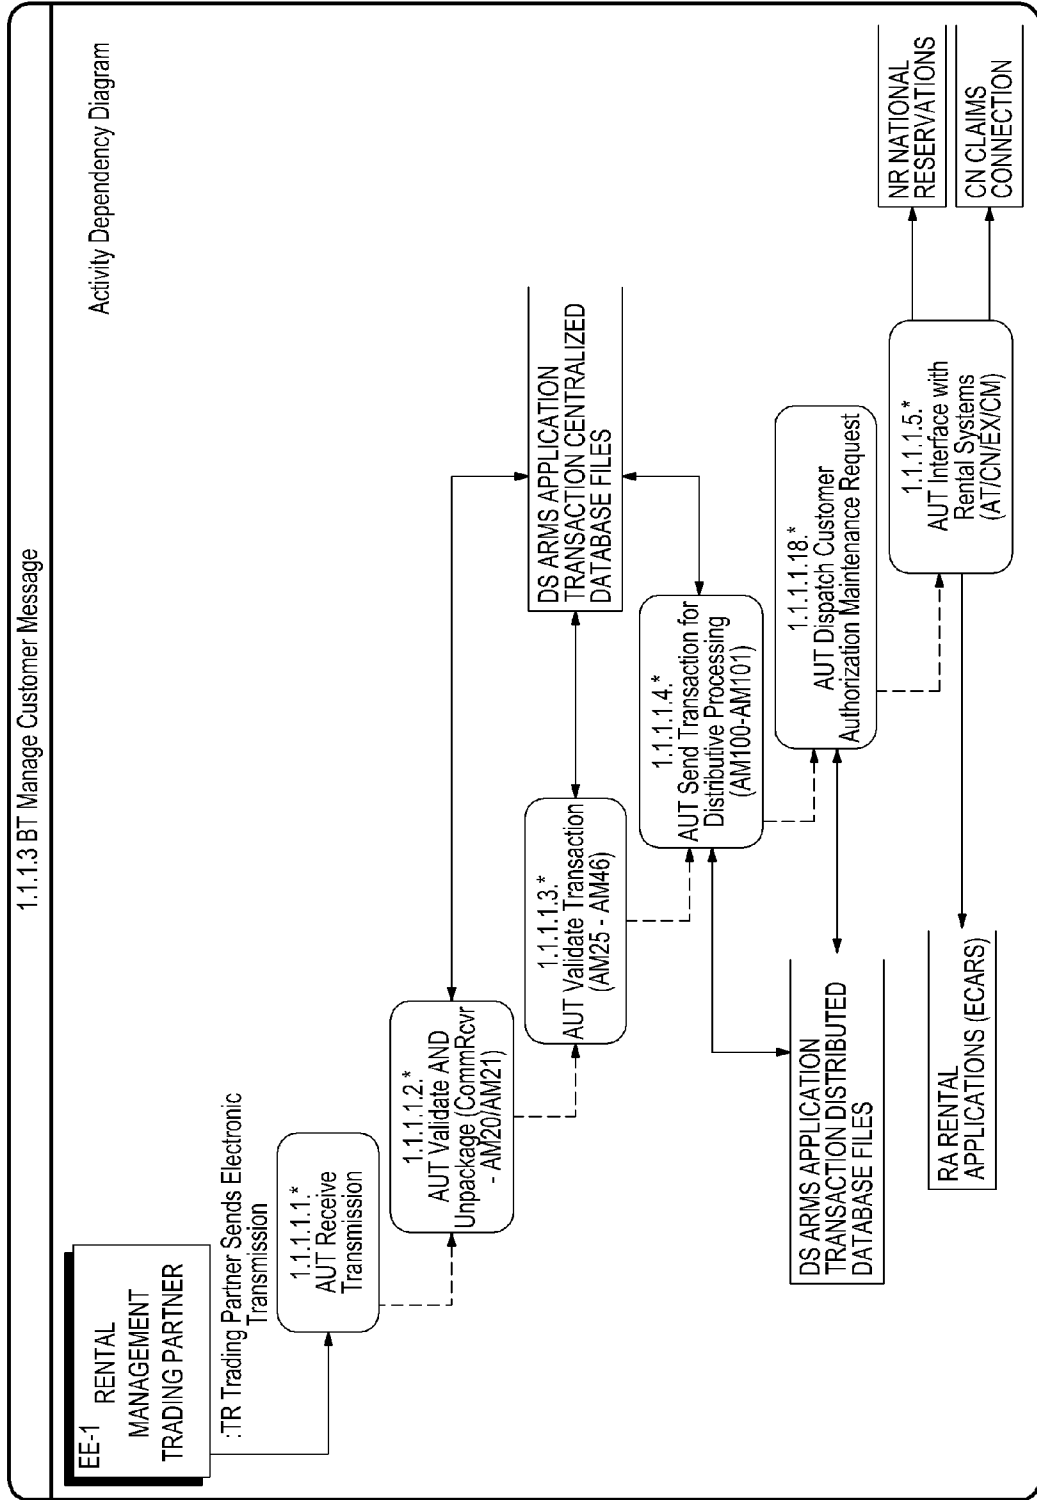 1.1.1.3 BT Manage Customer Message
Activity Dependency Diagram
EE-1
RENTAL
MANAGEMENT
TRADING PARTNER
:TR Trading Partner Sends Electronic
Transmission
1.1.1.1.1.*
AUT Receive
Transmission
1.1.1.1.2.*
AUT Validate AND
Unpackage (CommRcvr
- AM20/AM21)
1.1.1.1.3.*
AUT Validate Transaction
(AM25 - AM46)
DS ARMS APPLICATION
TRANSACTION CENTRALIZED
DATABASE FILES
1.1.1.1.4.*
AUT Send Transaction for
Distributive Processing
(AM100-AM101)
1.1.1.1.18.*
AUT Dispatch Customer
Authorization Maintenance Request
DS ARMS APPLICATION
TRANSACTION DISTRIBUTED
DATABASE FILES
1.1.1.1.5.*
AUT Interface with
Rental Systems
(AT/CN/EX/CM)
NR NATIONAL
RESERVATIONS
CN CLAIMS
CONNECTION
RA RENTAL
APPLICATIONS (ECARS)